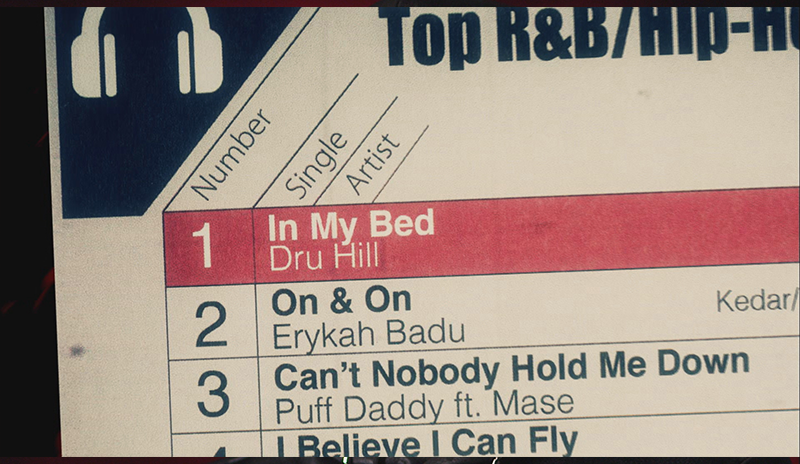 Top R&B/Hip-H
Number
Single
Artist
1
In My Bed
Dru Hill
2
On & On
Erykah Badu
Kedar/
3
Can't Nobody Hold Me Down
Puff Daddy ft. Mase
4
I Believe I Can Fly